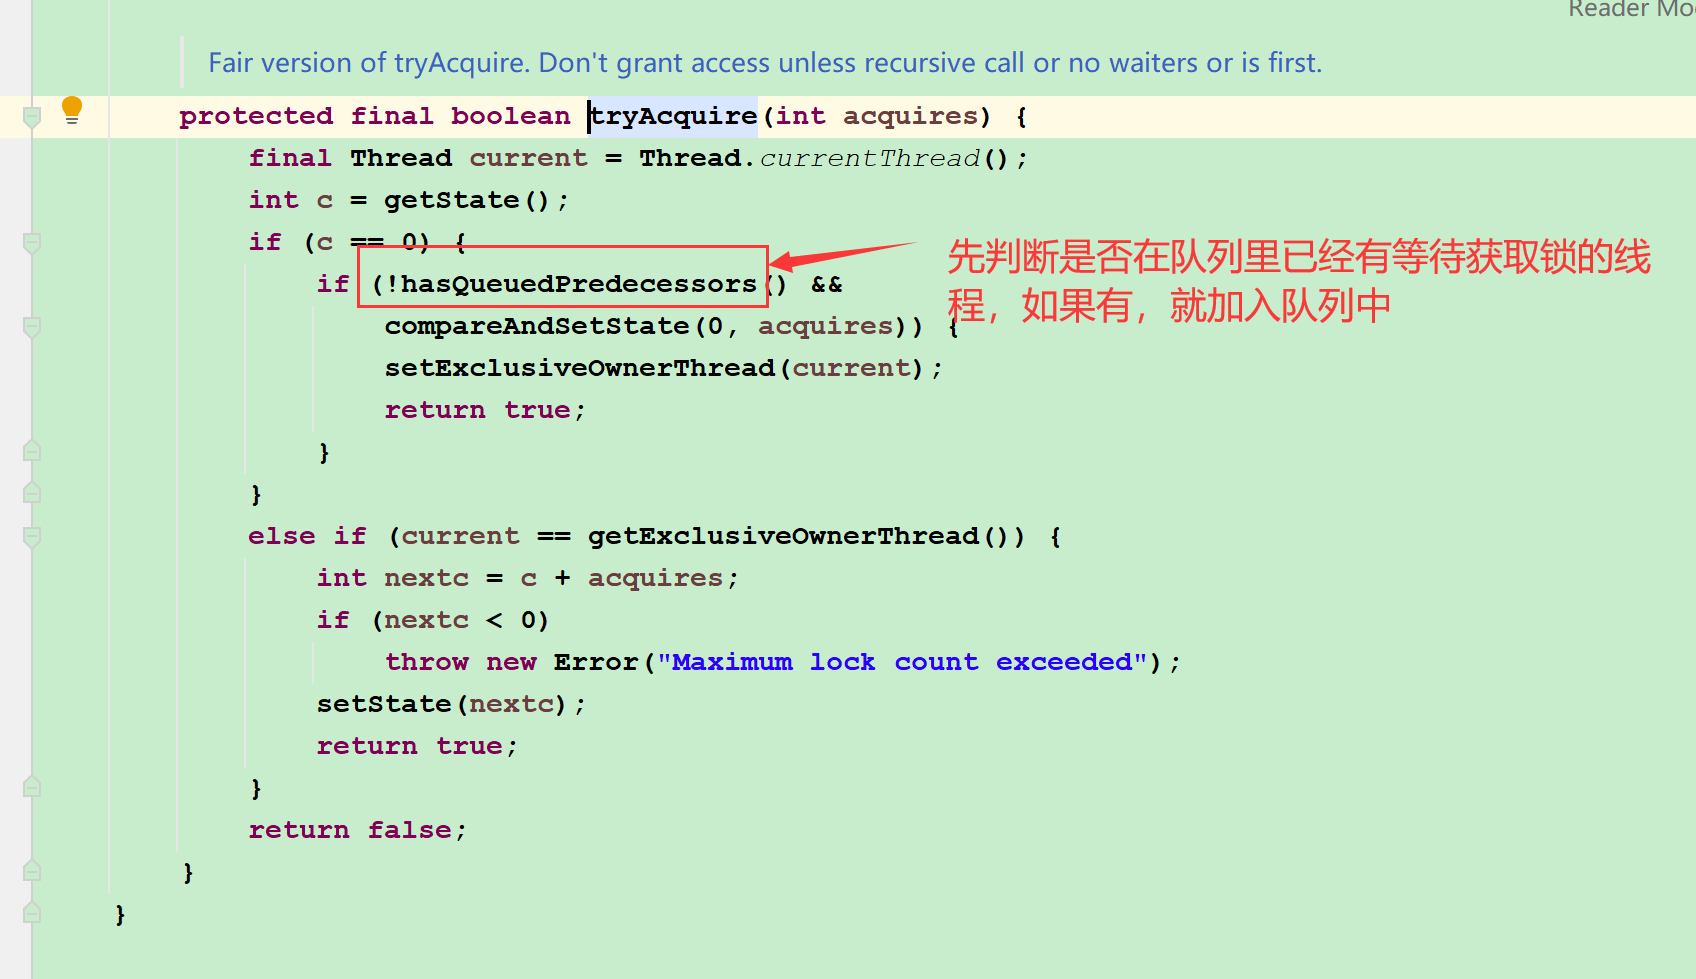 Reader Mo
Fair version of tryAcquire. Don't grant access unless recursive call or no waiters or is first.
protected final boolean tryAcquire(int acquires) {
final Thread current = Thread.currentThread();
int c = getState();
if (c == 0) {
if (!hasQueuedPredecessors() &&
先判断是否在队列里已经有等待获取锁的线
程，如果有，就加入队列中
compareAndSetState(0, acquires)) {
setExclusiveOwnerThread(current);
return true;
}
}
else if (current == getExclusiveOwnerThread()) {
int nextc = c + acquires;
if (nextc < 0)
throw new Error("Maximum lock count exceeded");
setState(nextc);
return true;
}
return false;
}
}